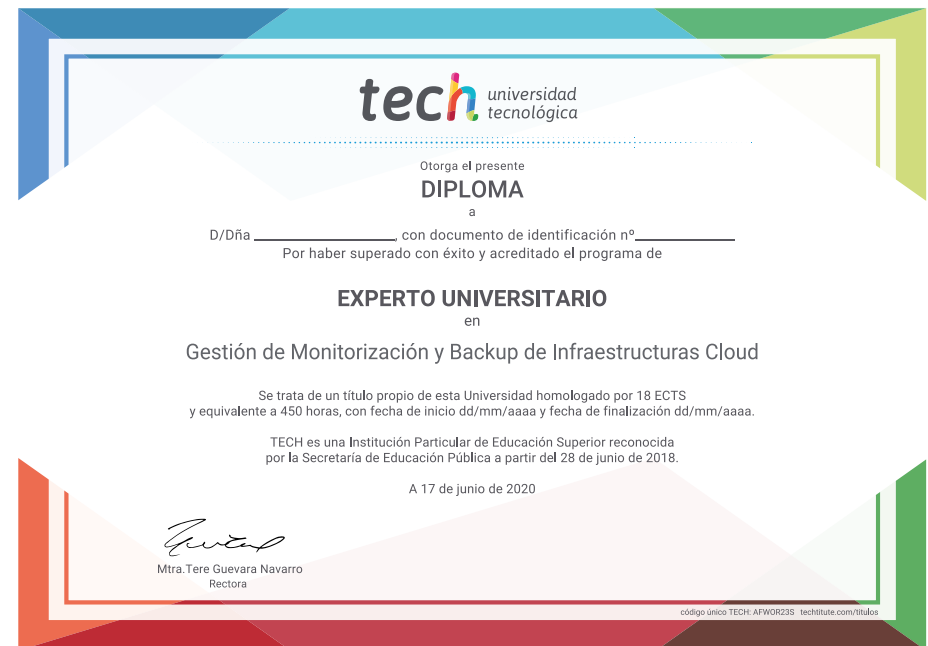 tech universidad
tecnológica
Otorga el presente
DIPLOMA
a
D/Dña ____________________, con documento de identificación nº______________
Por haber superado con éxito y acreditado el programa de
EXPERTO UNIVERSITARIO
en
Gestión de Monitorización y Backup de Infraestructuras Cloud
Se trata de un título propio de esta Universidad homologado por 18 ECTS
y equivalente a 450 horas, con fecha de inicio dd/mm/aaaa y fecha de finalización dd/mm/aaaa.
TECH es una Institución Particular de Educación Superior reconocida
por la Secretaría de Educación Pública a partir del 28 de junio de 2018.
A 17 de junio de 2020
Mtra.Tere Guevara Navarro
Rectora
código único TECH: AFWOR23S techtitute.com/titulos